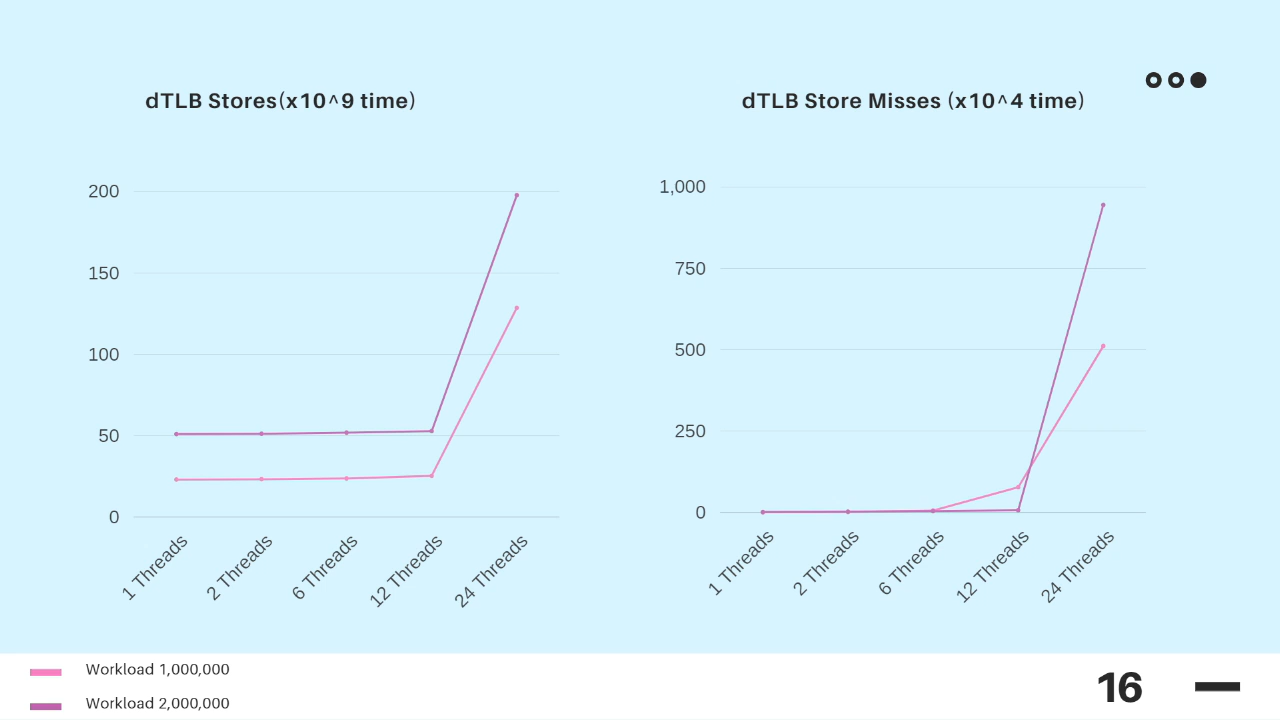 dTLB Stores(x10^9 time)
200
150
100
50
0
1 Threads
2 Threads
6 Threads
12 Threads
24 Threads
dTLB Store Misses (x10^4 time)
1,000
750
500
250
0
1 Threads
2 Threads
6 Threads
12 Threads
24 Threads
Workload 1,000,000
Workload 2,000,000
16